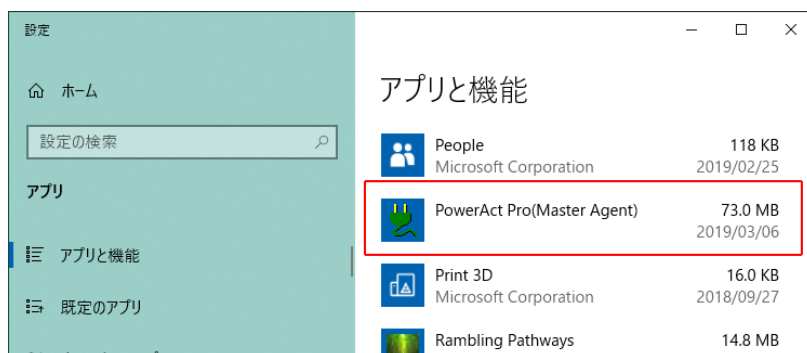 設定
ホーム
設定の検索
アプリ
アプリと機能
既定のアプリ
アプリと機能
People
118 KB
Microsoft Corporation
2019/02/25
PowerAct Pro(Master Agent)
73.0 MB
2019/03/06
Print 3D
16.0 KB
Microsoft Corporation
2018/09/27
Rambling Pathways
14.8 MB